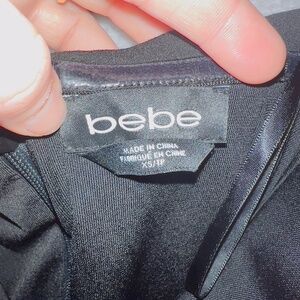 bebe
MADE IN CHINA
FABRIQUÉ EN CHINE
XS/TP